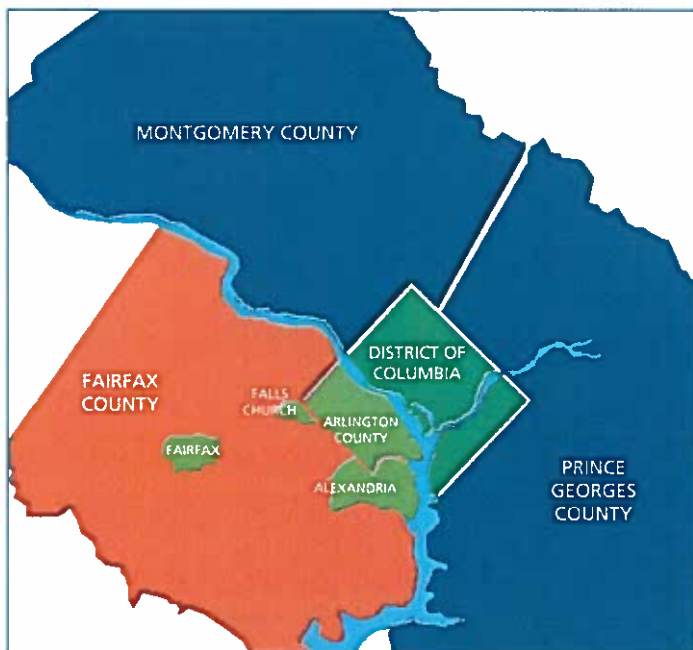 MONTGOMERY COUNTY
DISTRICT OF
COLUMBIA
FAIRFAX
COUNTY
FALLS
CHURCH
ARLINGTON
COUNTY
FAIRFAX
ALEXANDRIA
PRINCE
GEORGES
COUNTY